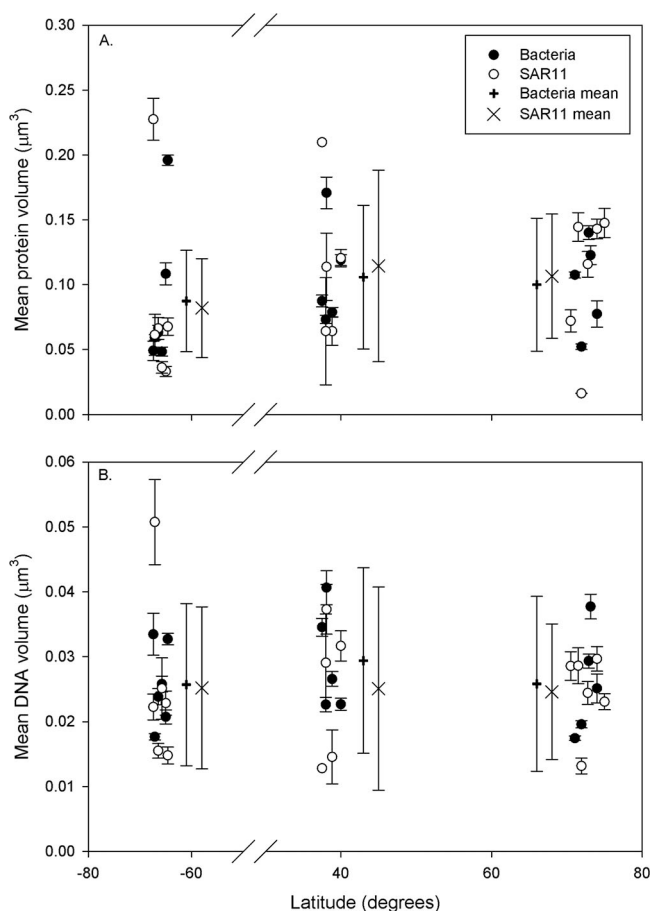 A.
Bacteria
SAR11
Bacteria mean
SAR11 mean
Mean protein volume (μm³)
0.30
0.25
0.20
0.15
0.10
0.05
0.00
B.
Mean DNA volume (μm³)
0.06
0.05
0.04
0.03
0.02
0.01
0.00
-80 -60 40 60 80
Latitude (degrees)